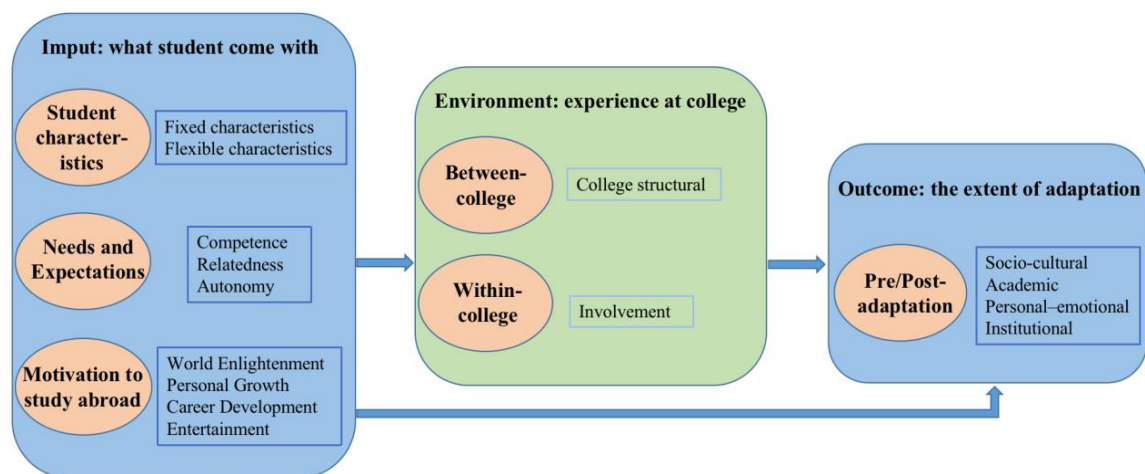 Imput: what student come with
Student
character-
istics
Fixed characteristics
Flexible characteristics
Needs and
Expectations
Competence
Relatedness
Autonomy
Motivation to
study abroad
World Enlightenment
Personal Growth
Career Development
Entertainment
Environment: experience at college
Between-
college
College structural
Within-
college
Involvement
Outcome: the extent of adaptation
Pre/Post-
adaptation
Socio-cultural
Academic
Personal–emotional
Institutional